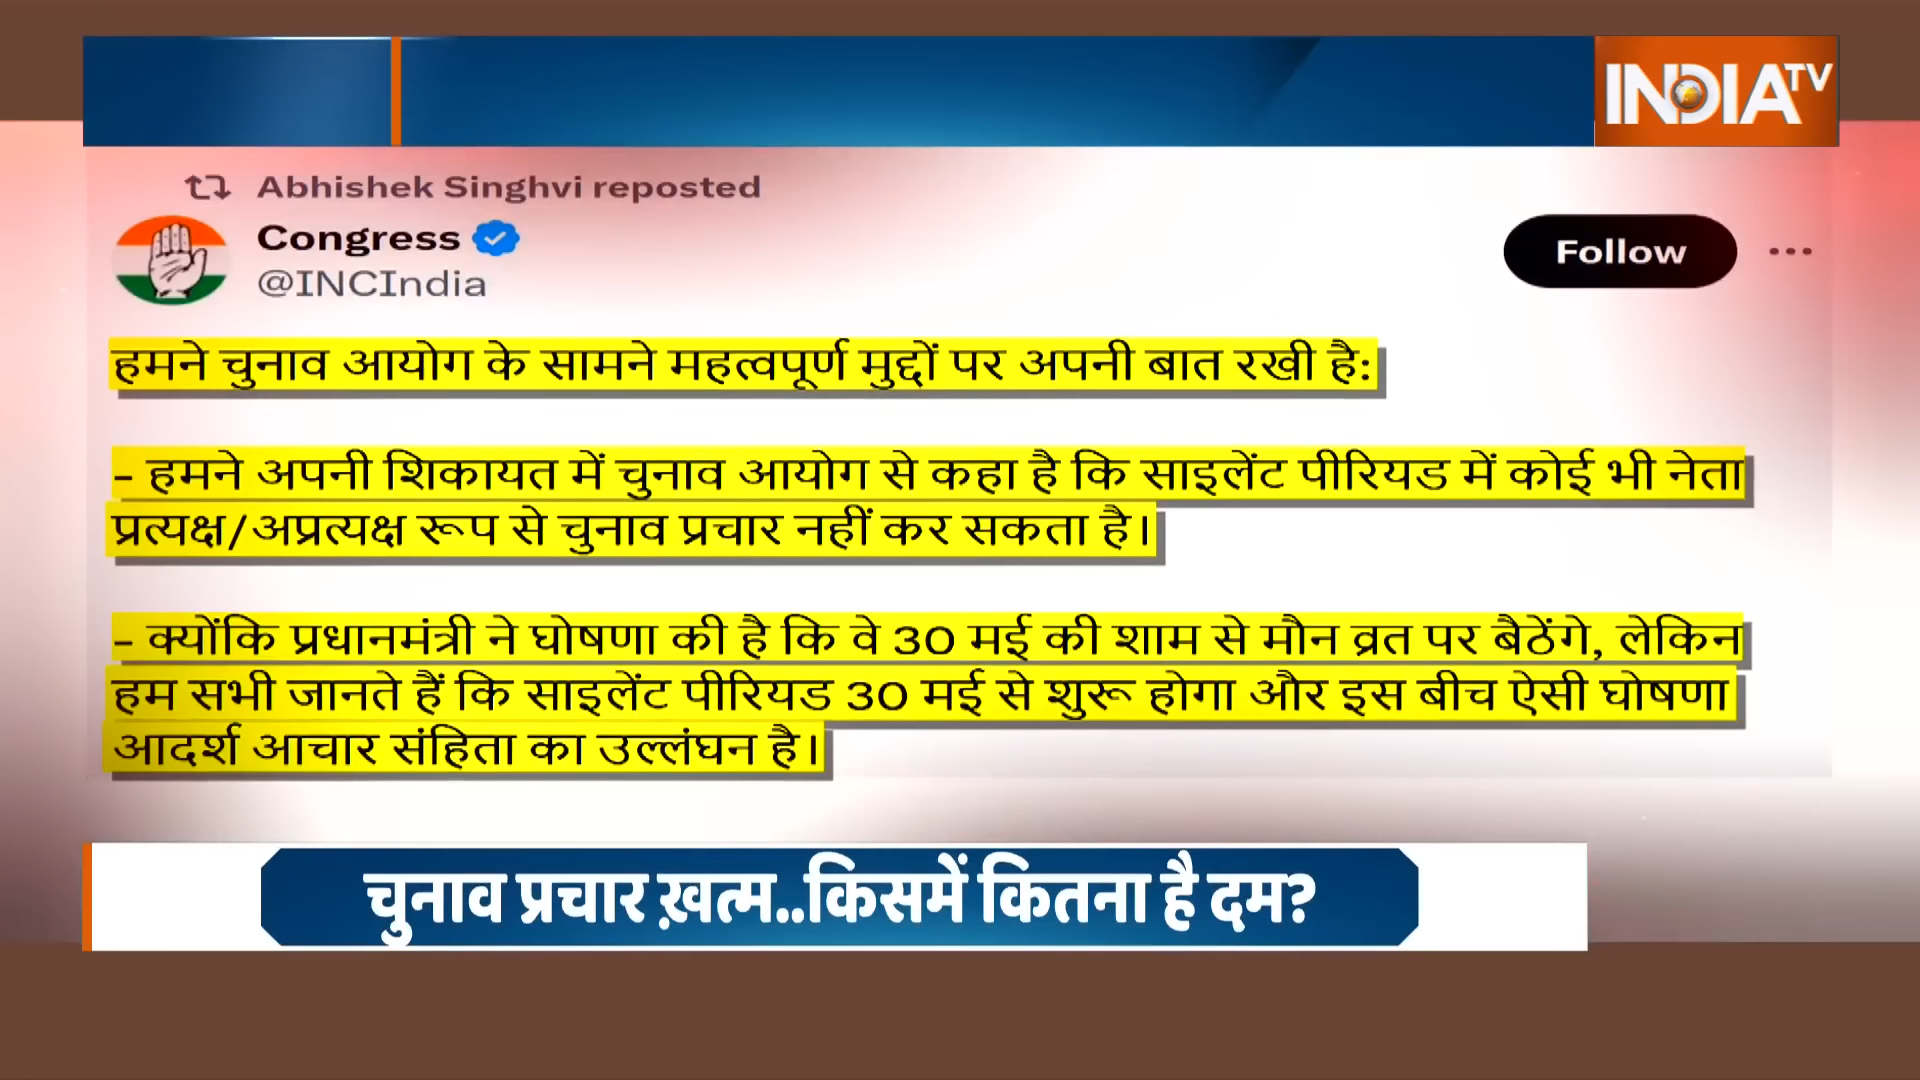 INDIA TV
Abhishek Singhvi reposted
Congress
@INCIndia
Follow
हमने चुनाव आयोग के सामने महत्वपूर्ण मुद्दों पर अपनी बात रखी है:
- हमने अपनी शिकायत में चुनाव आयोग से कहा है कि साइलेंट पीरियड में कोई भी नेता
प्रत्यक्ष/अप्रत्यक्ष रूप से चुनाव प्रचार नहीं कर सकता है।
- क्योंकि प्रधानमंत्री ने घोषणा की है कि वे 30 मई की शाम से मौन व्रत पर बैठेंगे, लेकिन
हम सभी जानते हैं कि साइलेंट पीरियड 30 मई से शुरू होगा और इस बीच ऐसी घोषणा
आदर्श आचार संहिता का उल्लंघन है।
चुनाव प्रचार ख़त्म..किसमें कितना है दम?